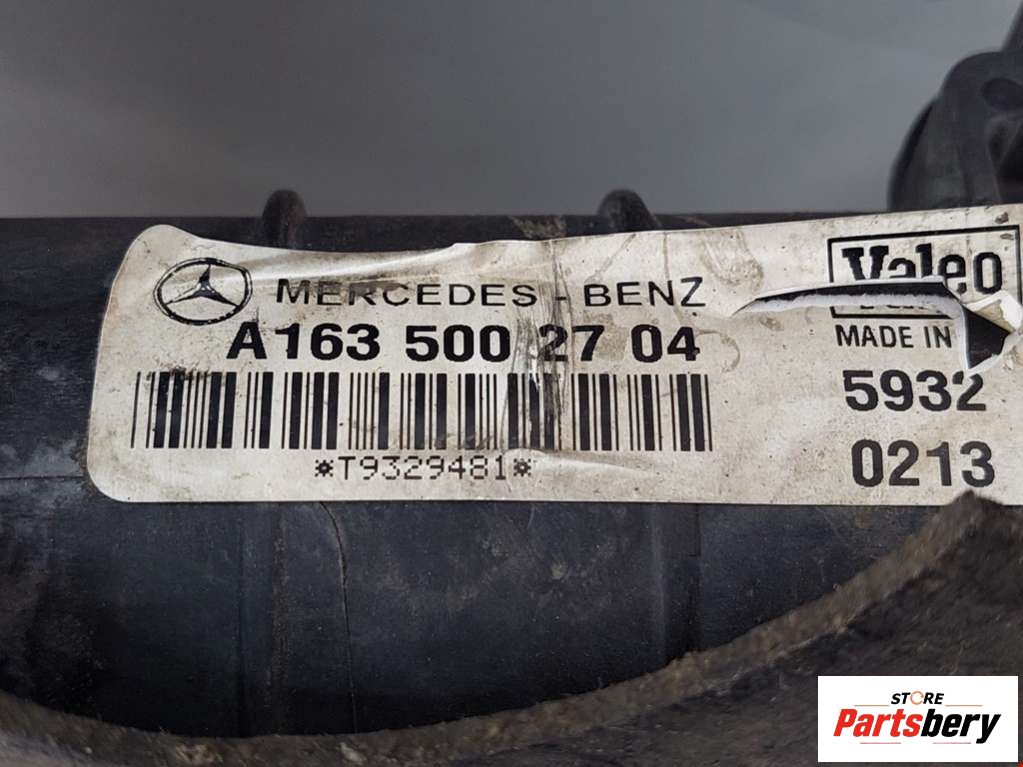 MERCEDES - BENZ
A163 500 27 04
*T9329481*
Valeo
MADE IN
5932
0213
STORE
Partsbery